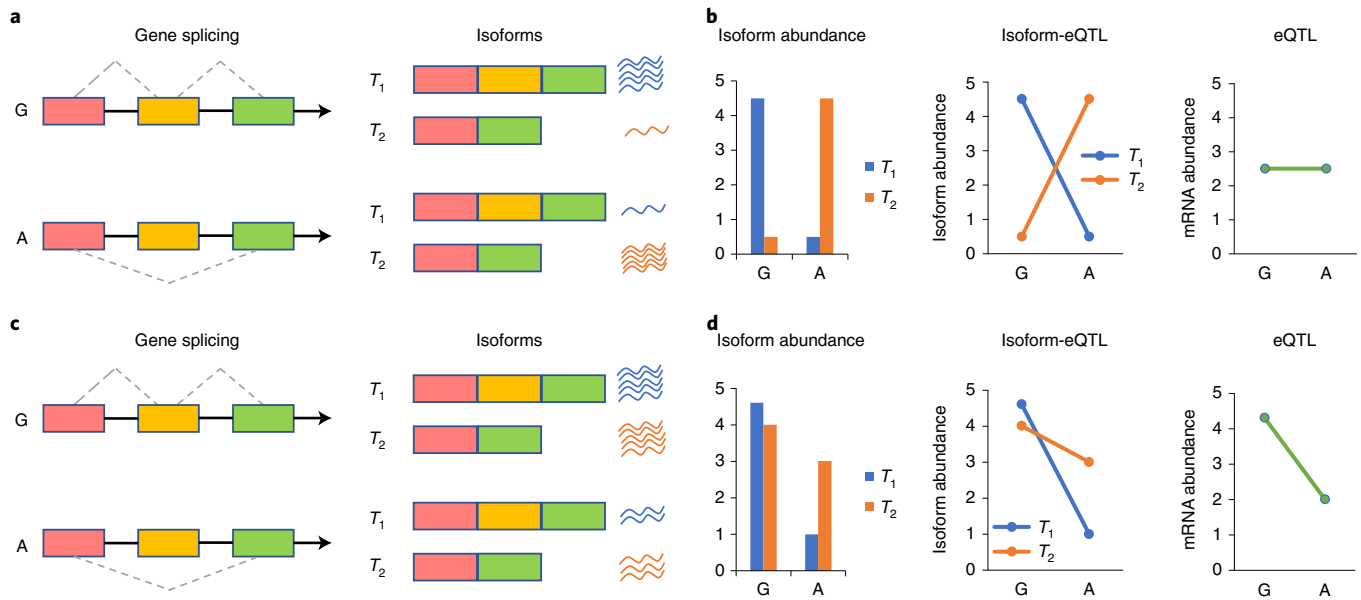 a
Gene splicing
Isoforms
G
T1
T2
A
T1
T2
b
Isoform abundance
5
4
3
2
1
0
G A
T1
T2
Isoform-eQTL
Isoform abundance
5
4
3
2
1
0
G A
T1
T2
eQTL
mRNA abundance
5
4
3
2
1
0
G A
c
Gene splicing
Isoforms
G
T1
T2
A
T1
T2
d
Isoform abundance
5
4
3
2
1
0
G A
T1
T2
Isoform-eQTL
Isoform abundance
5
4
3
2
1
0
G A
T1
T2
eQTL
mRNA abundance
5
4
3
2
1
0
G A